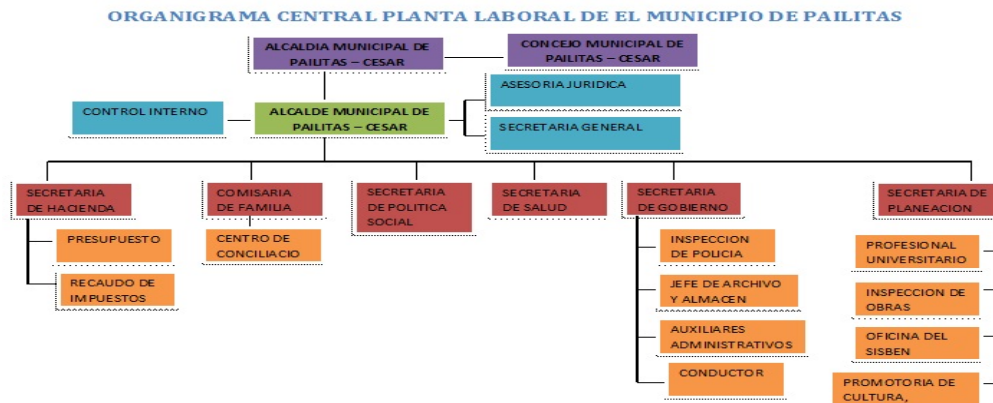 ORGANIGRAMA CENTRAL PLANTA LABORAL DE EL MUNICIPIO DE PAILITAS
ALCALDIA MUNICIPAL DE
PAILITAS – CESAR
CONCEJO MUNICIPAL DE
PAILITAS – CESAR
CONTROL INTERNO
ALCALDE MUNICIPAL DE
PAILITAS – CESAR
ASESORIA JURIDICA
SECRETARIA GENERAL
SECRETARIA
DE HACIENDA
PRESUPUESTO
RECAUDO DE
IMPUESTOS
COMISARIA
DE FAMILIA
CENTRO DE
CONCILIACIO
SECRETARIA
DE POLITICA
SOCIAL
SECRETARIA
DE SALUD
SECRETARIA
DE GOBIERNO
INSPECCION
DE POLICIA
JEFE DE ARCHIVO
Y ALMACEN
AUXILIARES
ADMINISTRATIVOS
CONDUCTOR
SECRETARIA DE
PLANEACION
PROFESIONAL
UNIVERSITARIO
INSPECCION DE
OBRAS
OFICINA DEL
SISBEN
PROMOTORIA DE
CULTURA,